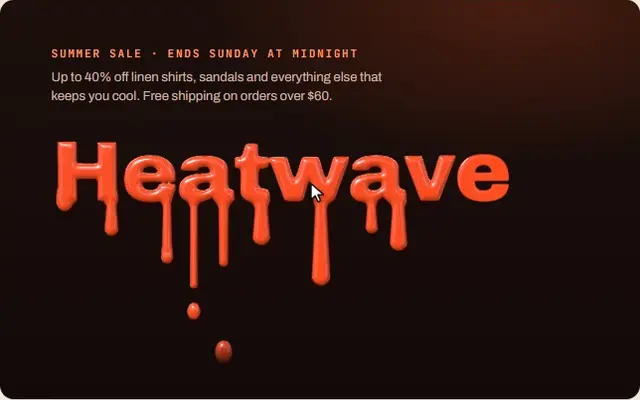 SUMMER SALE · ENDS SUNDAY AT MIDNIGHT
Up to 40% off linen shirts, sandals and everything else that
keeps you cool. Free shipping on orders over $60.
Heatwave